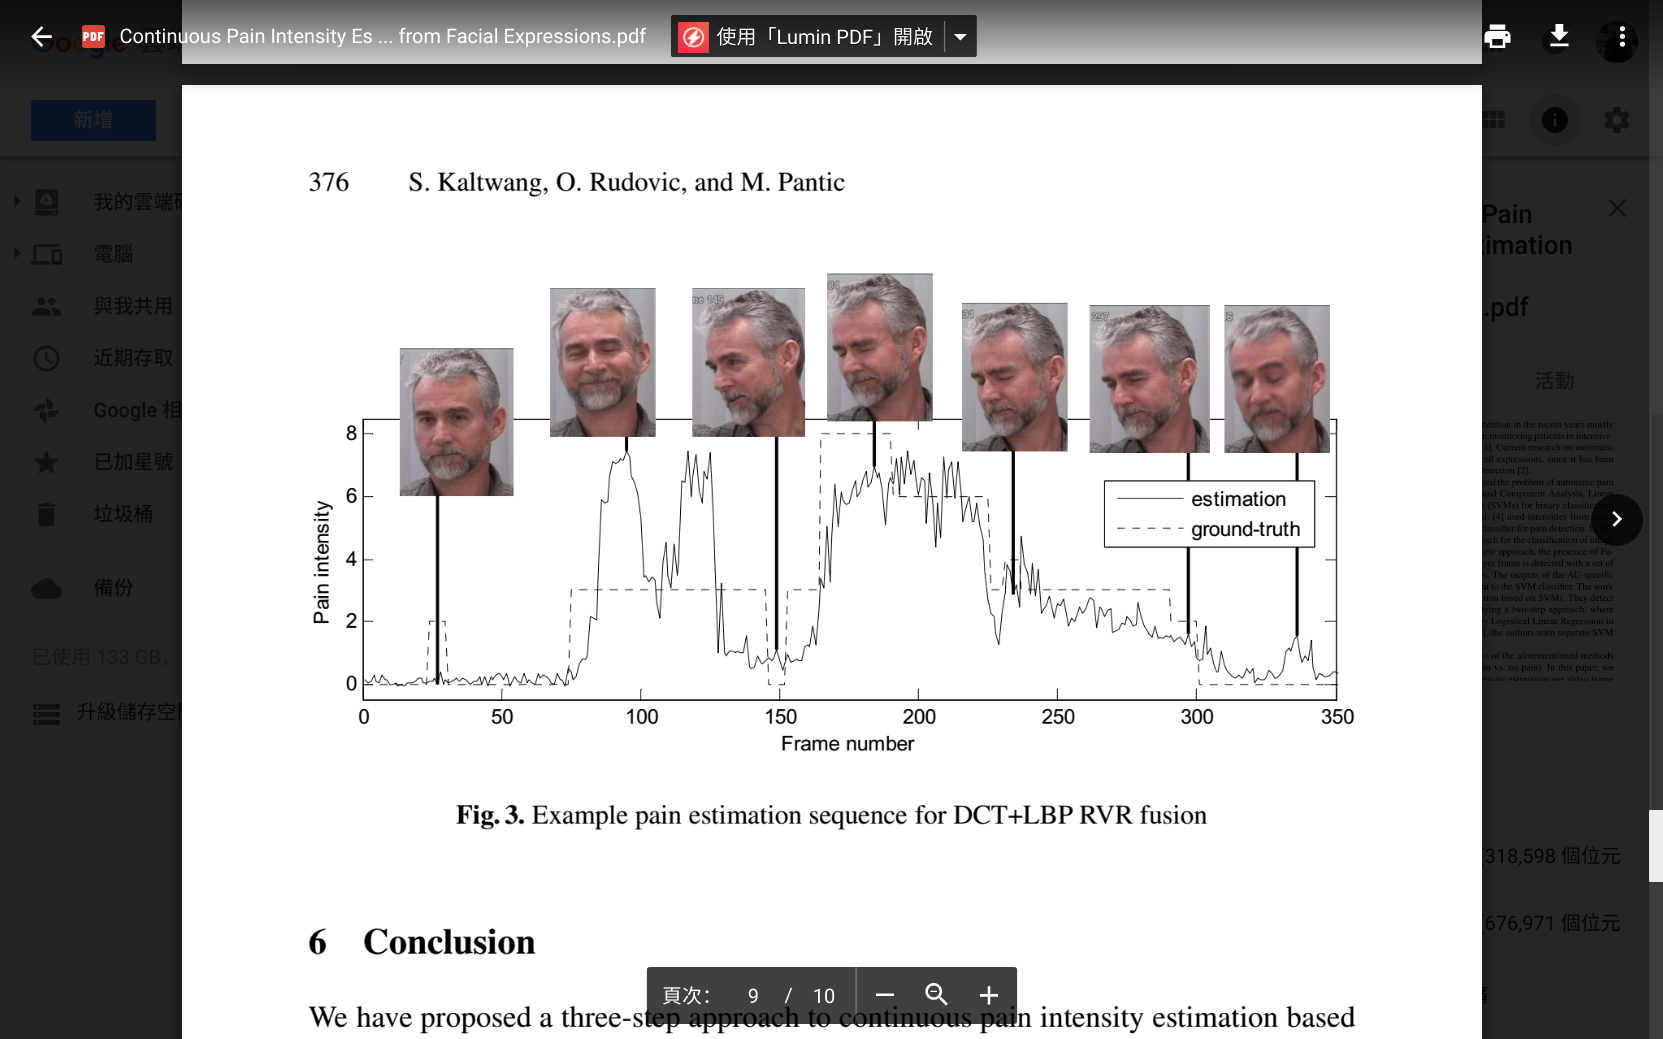 Continuous Pain Intensity Es ... from Facial Expressions.pdf
使用「Lumin PDF」開啟
PDF
新增
我的雲端
電腦
與我共用
近期存取
Google 相
已加星號
垃圾桶
備份
已使用 133 GB，
升級儲存空間
376 S. Kaltwang, O. Rudovic, and M. Pantic
ne 149
84
297
Pain intensity
8
6
4
2
0
estimation
ground-truth
0 50 100 150 200 250 300 350
Frame number
Fig. 3. Example pain estimation sequence for DCT+LBP RVR fusion
6 Conclusion
We have proposed a three-step approach to continuous pain intensity estimation based
頁次： 9 / 10
Pain
imation
.pdf
活動
318,598 個位元
676,971 個位元